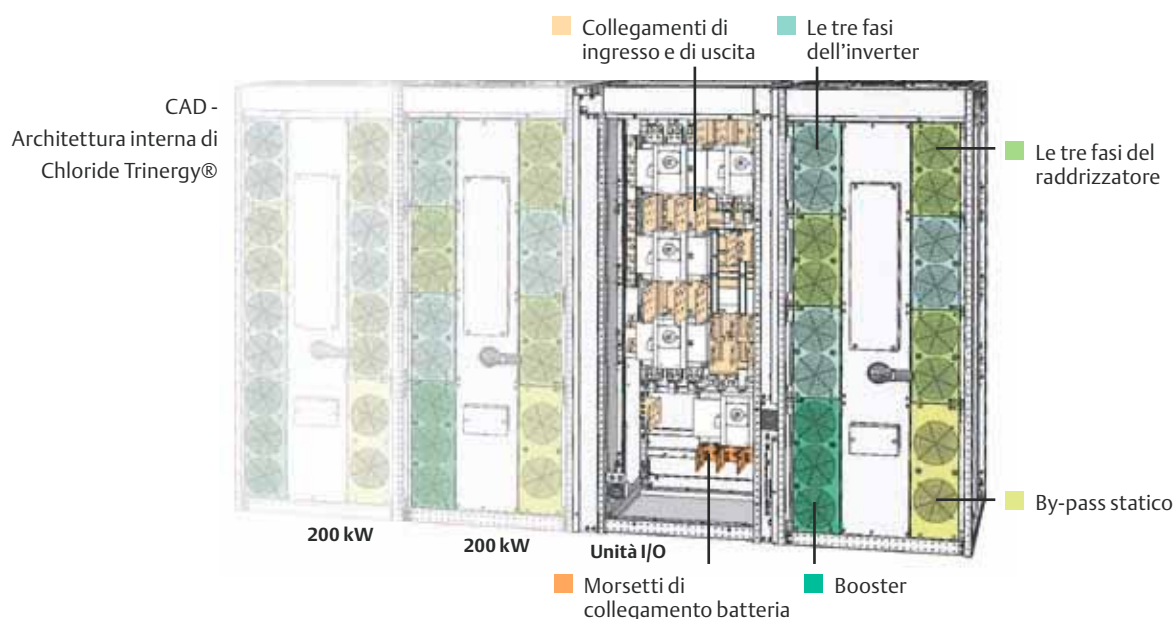 Collegamenti di
ingresso e di uscita
Le tre fasi
dell'inverter
CAD -
Architettura interna di
Chloride Trinergy®
Le tre fasi del
raddrizzatore
By-pass statico
200 kW
200 kW
Unità I/O
Morsetti di
collegamento batteria
Booster